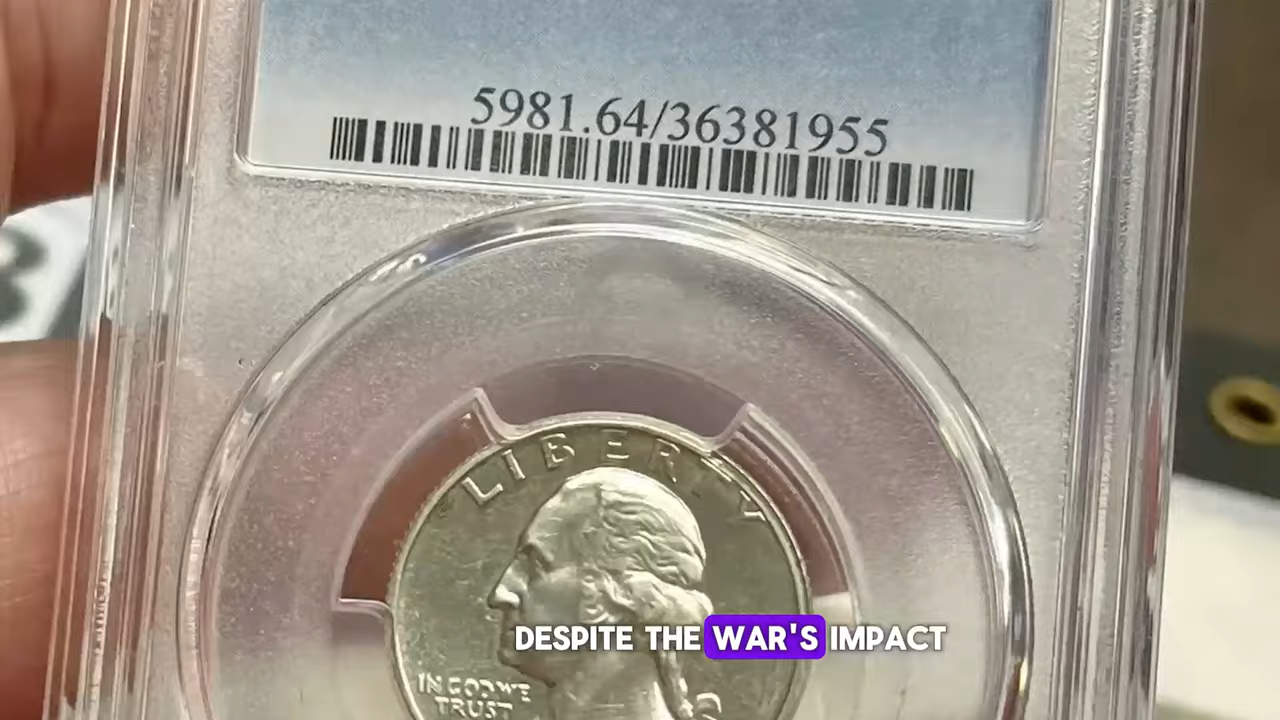 5981.64/36381955
LIBERTY
DESPITE THE WAR'S IMPACT
IN GOD WE
TRUST